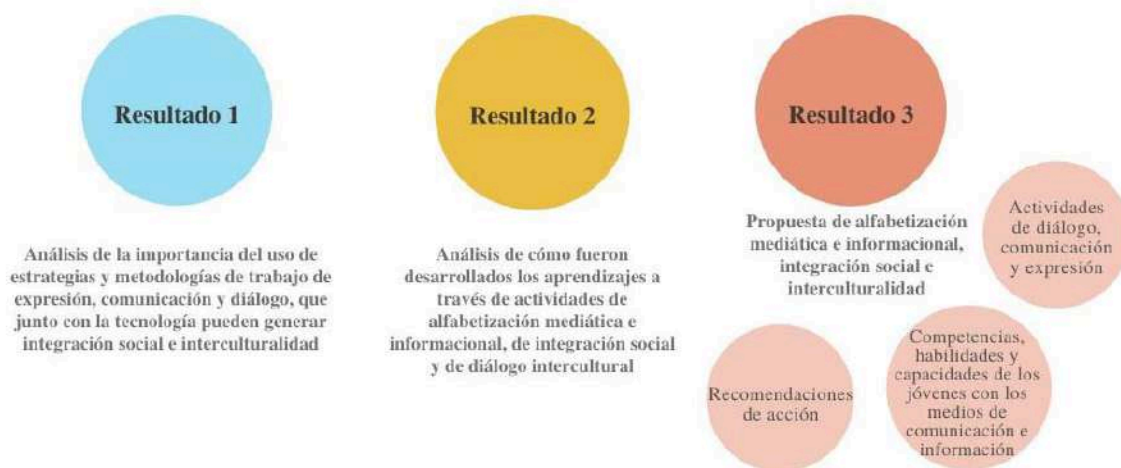 Resultado 1
Análisis de la importancia del uso de
estrategias y metodologías de trabajo de
expresión, comunicación y diálogo, que
junto con la tecnología pueden generar
integración social e interculturalidad
Resultado 2
Análisis de cómo fueron
desarrollados los aprendizajes a
través de actividades de
alfabetización mediática e
informacional, de integración social
y de diálogo intercultural
Resultado 3
Propuesta de alfabetización
mediática e informacional,
integración social e
interculturalidad
Actividades
de diálogo,
comunicación
y expresión
Competencias,
habilidades y
capacidades de los
jóvenes con los
medios de
comunicación e
información
Recomendaciones
de acción